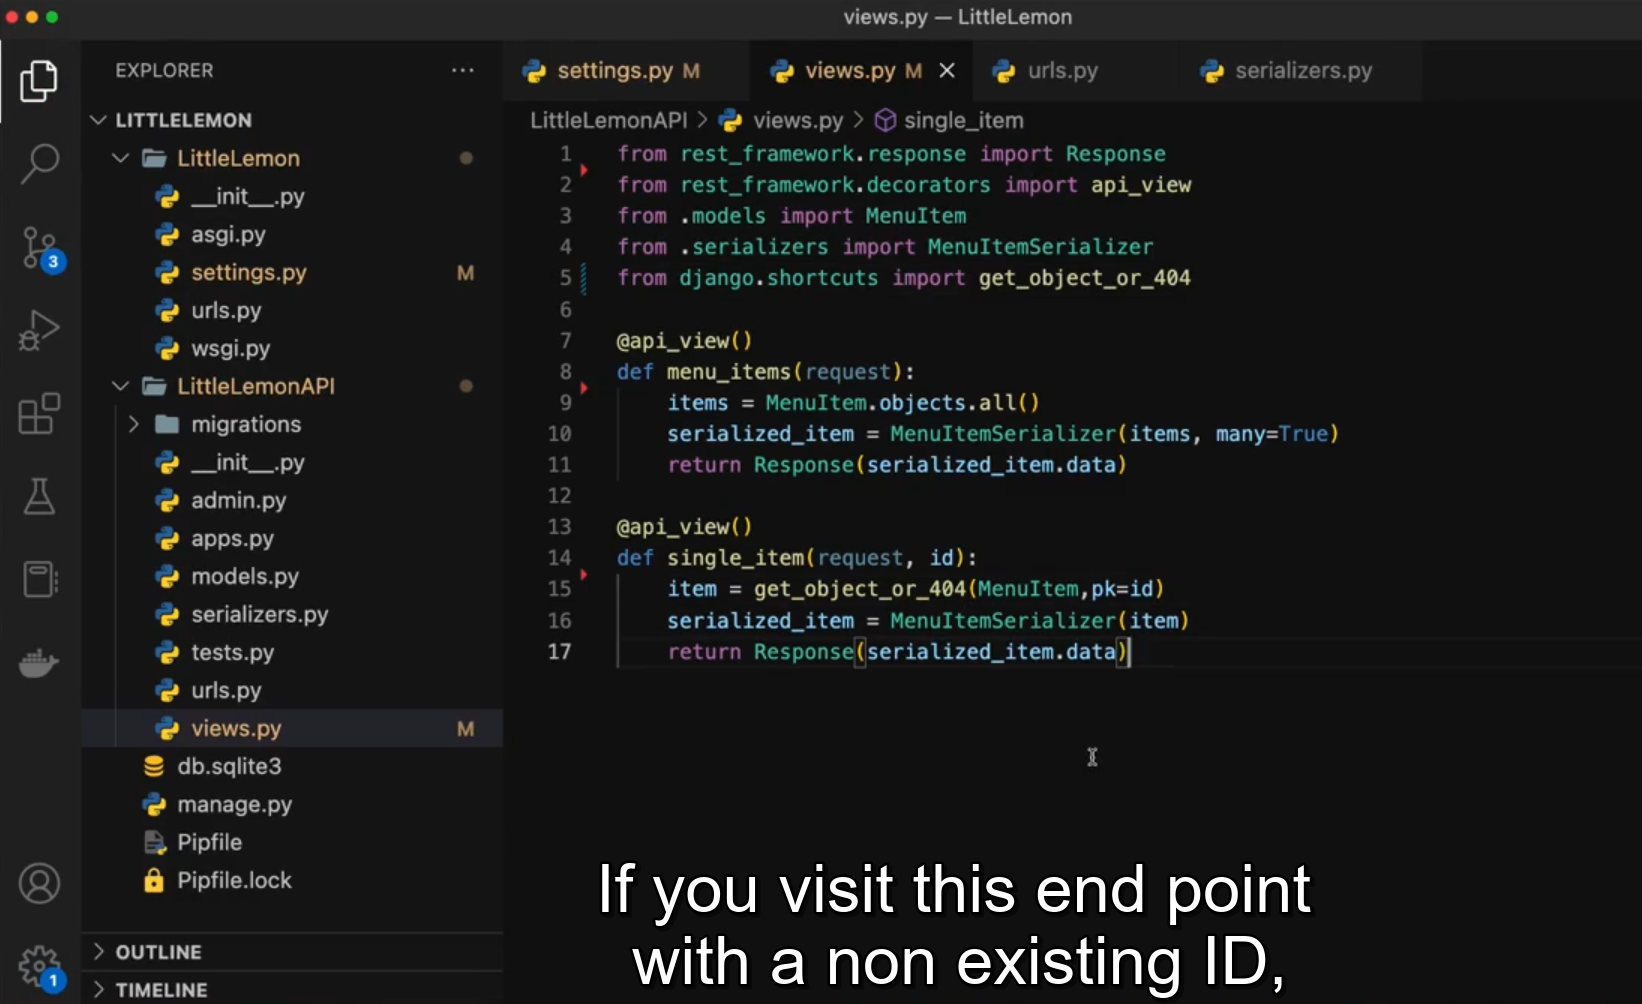 views.py — LittleLemon
EXPLORER
settings.py M
views.py M
urls.py
serializers.py
LITTLELEMON
LittleLemonAPI > views.py > single_item
LittleLemon
__init__.py
asgi.py
settings.py M
urls.py
wsgi.py
LittleLemonAPI
migrations
__init__.py
admin.py
apps.py
models.py
serializers.py
tests.py
urls.py
views.py M
db.sqlite3
manage.py
Pipfile
Pipfile.lock
OUTLINE
TIMELINE
3
1
1 from rest_framework.response import Response
2 from rest_framework.decorators import api_view
3 from .models import MenuItem
4 from .serializers import MenuItemSerializer
5 from django.shortcuts import get_object_or_404
6
7 @api_view()
8 def menu_items(request):
9 items = MenuItem.objects.all()
10 serialized_item = MenuItemSerializer(items, many=True)
11 return Response(serialized_item.data)
12
13 @api_view()
14 def single_item(request, id):
15 item = get_object_or_404(MenuItem,pk=id)
16 serialized_item = MenuItemSerializer(item)
17 return Response(serialized_item.data)
If you visit this end point
with a non existing ID,